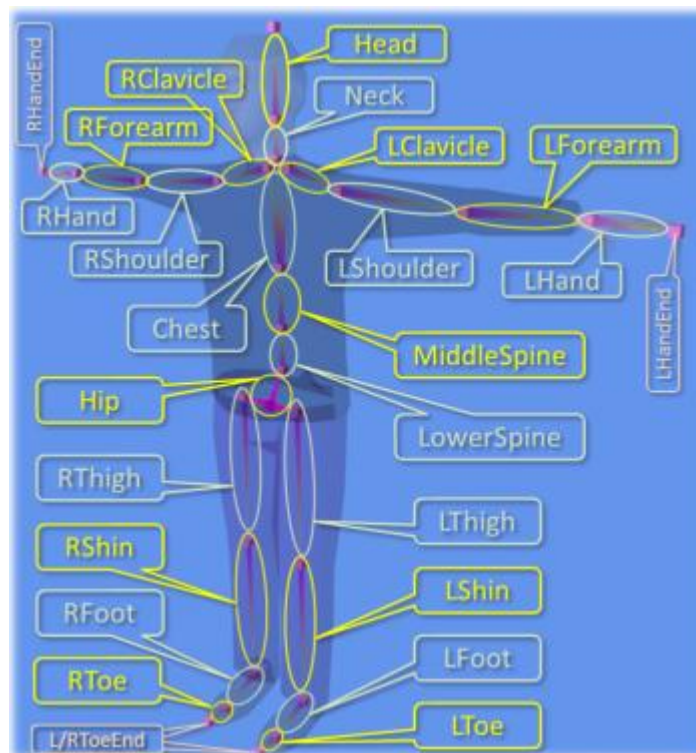 Head
RClavicle
Neck
RHandEnd
RForearm
LClavicle
LForearm
RHand
RShoulder
LShoulder
LHand
LHandEnd
Chest
MiddleSpine
Hip
LowerSpine
RThigh
LThigh
RShin
LShin
RFoot
LFoot
RToe
LToe
L/RToeEnd